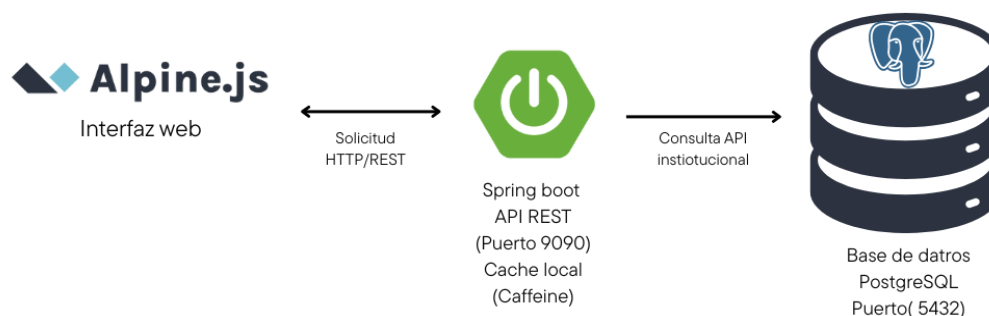 Alpine.js
Interfaz web
Solicitud
HTTP/REST
Spring boot
API REST
(Puerto 9090)
Cache local
(Caffeine)
Consulta API
instiotucional
Base de datros
PostgreSQL
Puerto( 5432)